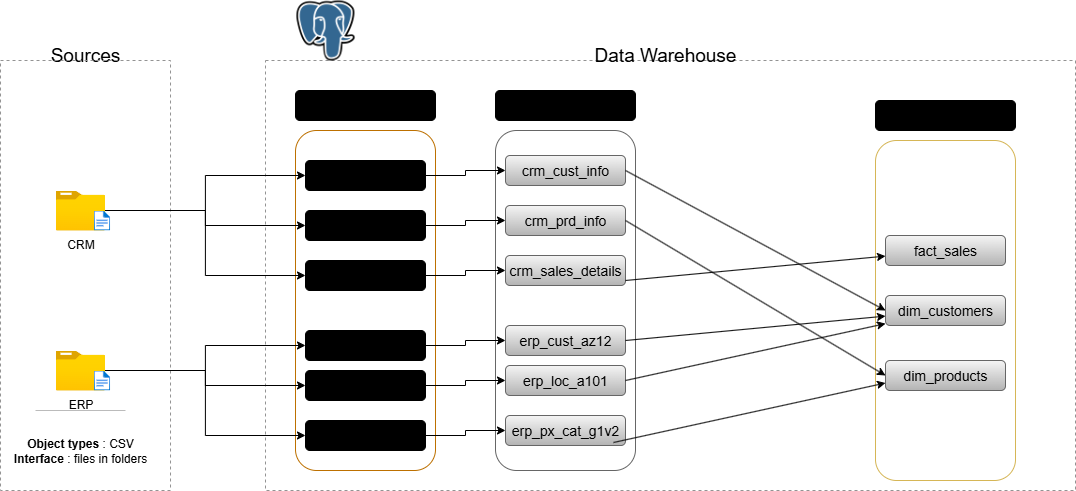 Sources
Data Warehouse
CRM
ERP
Object types : CSV
Interface : files in folders
crm_cust_info
crm_prd_info
crm_sales_details
erp_cust_az12
erp_loc_a101
erp_px_cat_g1v2
fact_sales
dim_customers
dim_products